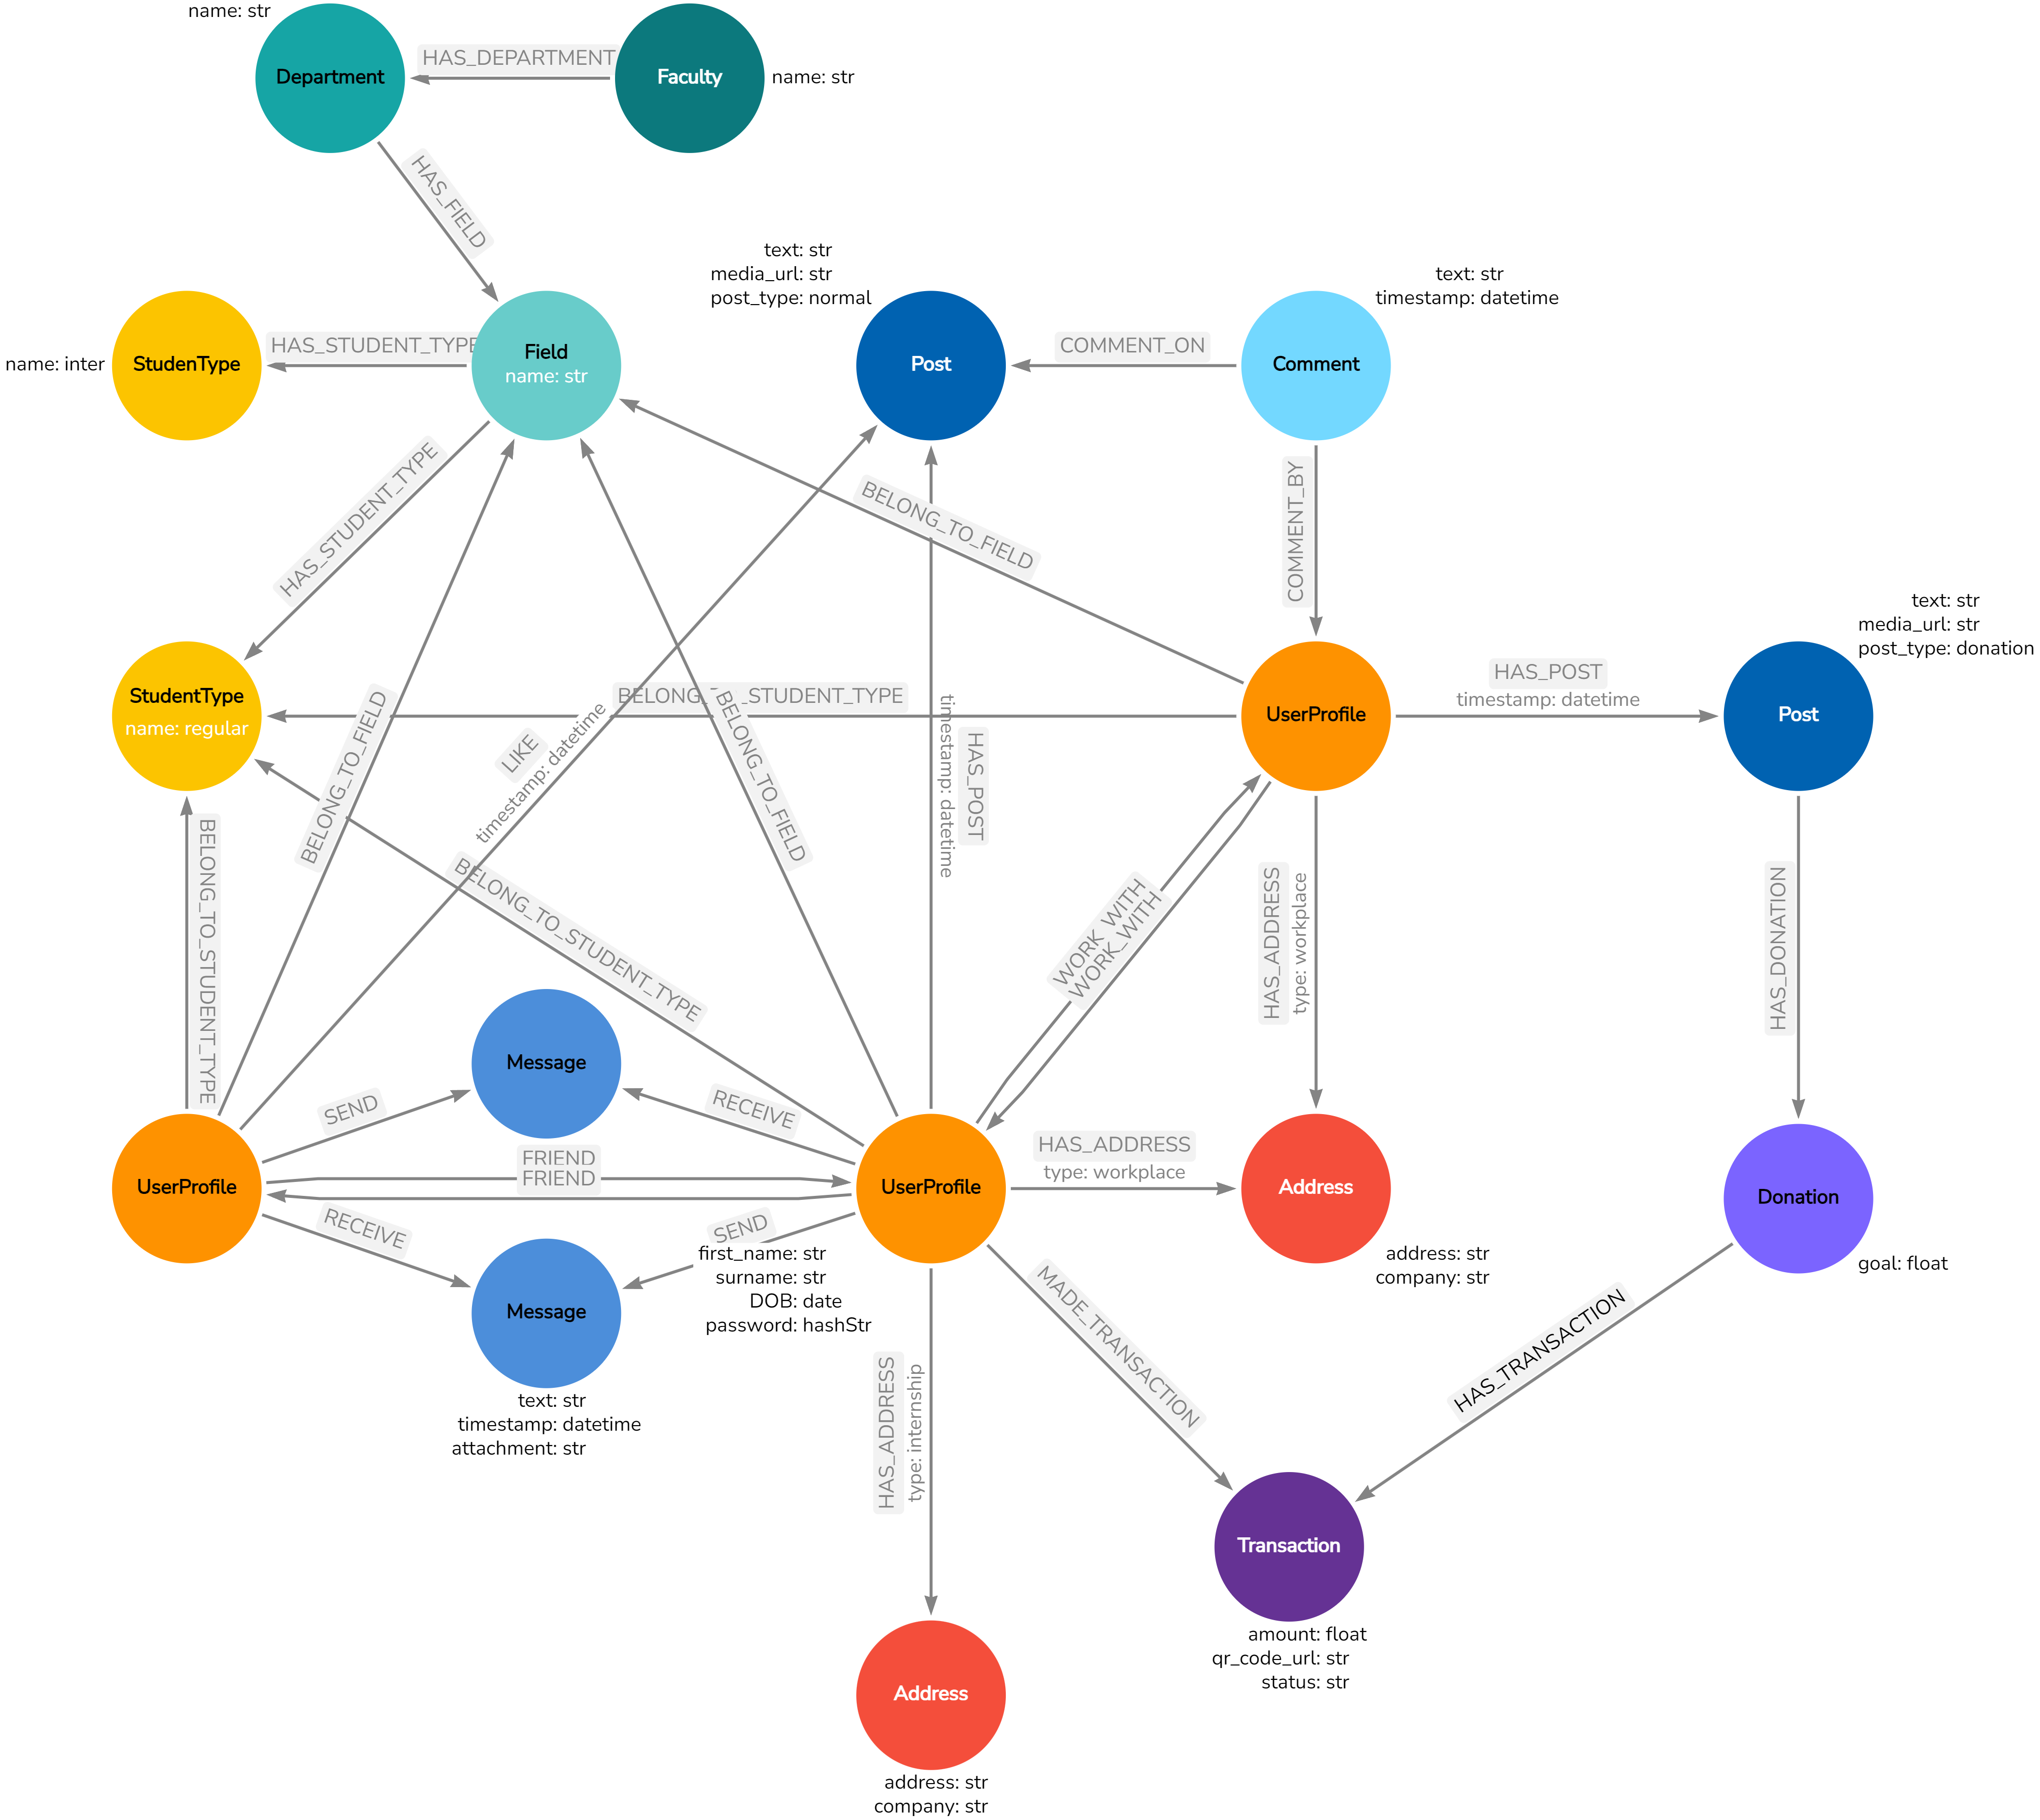 name: str
HAS_DEPARTMENT
Department
Faculty
name: str
HAS_FIELD
text: str
media_url: str
post_type: normal
text: str
timestamp: datetime
name: inter
StudenType
HAS_STUDENT_TYPE
Field
name: str
Post
COMMENT_ON
Comment
HAS_STUDENT_TYPE
BELONG_TO_FIELD
COMMENT_BY
text: str
media_url: str
post_type: donation
StudentType
name: regular
BELONG_TO_STUDENT_TYPE
UserProfile
HAS_POST
timestamp: datetime
Post
BELONG_TO_FIELD
LIKE
timestamp: datetime
BELONG_TO_FIELD
HAS_POST
timestamp: datetime
BELONG_TO_STUDENT_TYPE
BELONG_TO_STUDENT_TYPE
WORK_WITH
WORK_WITH
HAS_ADDRESS
type: workplace
HAS_DONATION
Message
SEND
RECEIVE
FRIEND
FRIEND
HAS_ADDRESS
type: workplace
UserProfile
UserProfile
Address
Donation
RECEIVE
SEND
first_name: str
surname: str
DOB: date
password: hashStr
address: str
company: str
goal: float
Message
MADE_TRANSACTION
HAS_TRANSACTION
text: str
timestamp: datetime
attachment: str
HAS_ADDRESS
type: internship
Transaction
amount: float
qr_code_url: str
status: str
Address
address: str
company: str